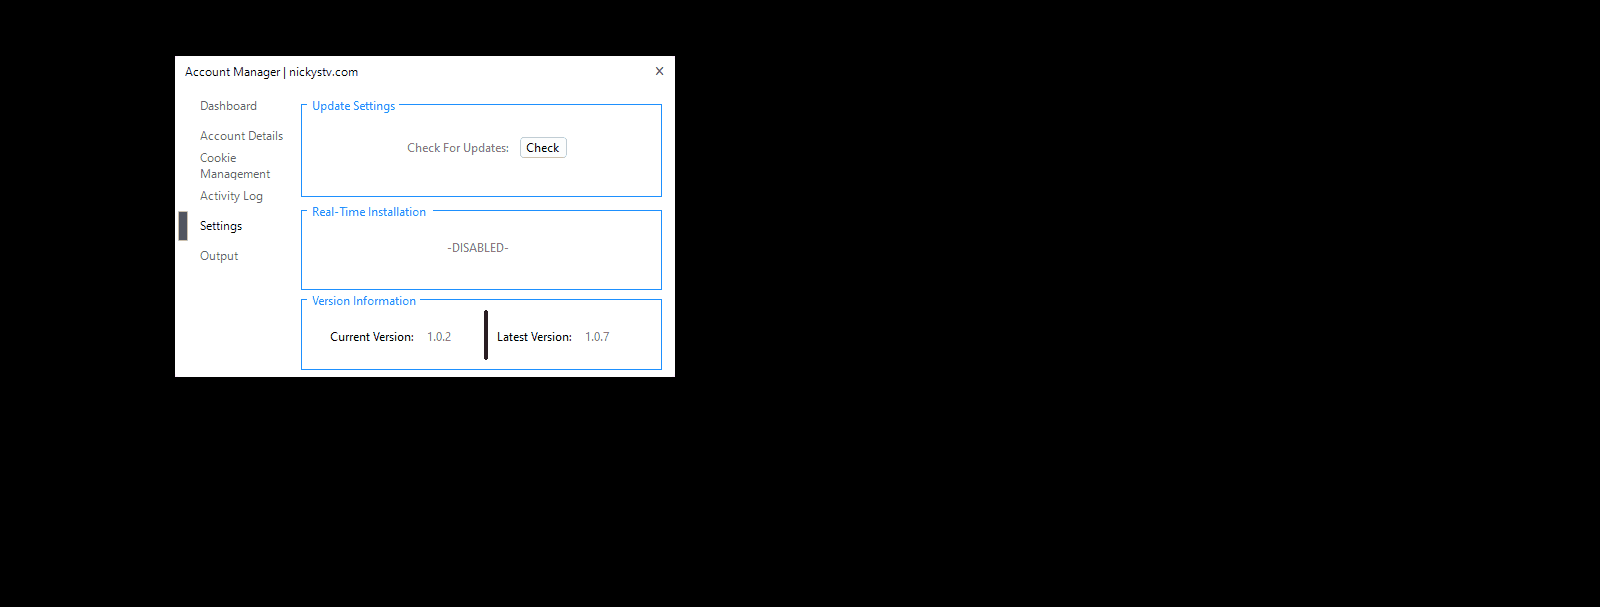 Account Manager | nickystv.com
×
Dashboard
Account Details
Cookie
Management
Activity Log
Settings
Output
Update Settings
Check For Updates: Check
Real-Time Installation
-DISABLED-
Version Information
Current Version: 1.0.2
Latest Version: 1.0.7